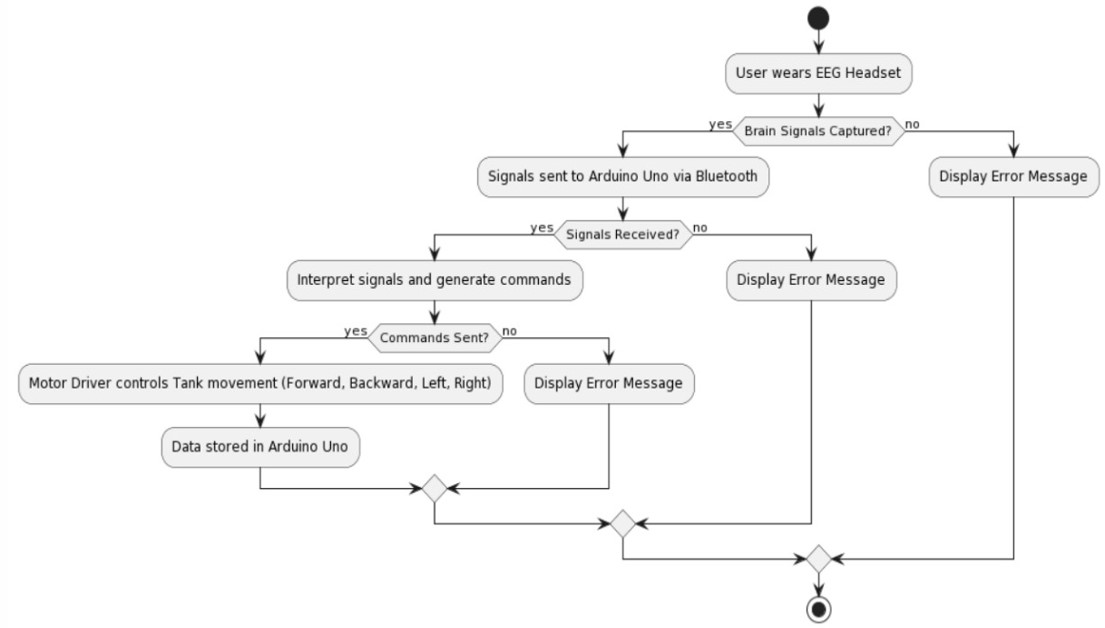 User wears EEG Headset
yes
Brain Signals Captured?
no
Signals sent to Arduino Uno via Bluetooth
Display Error Message
yes
Signals Received?
no
Interpret signals and generate commands
Display Error Message
yes
Commands Sent?
no
Motor Driver controls Tank movement (Forward, Backward, Left, Right)
Display Error Message
Data stored in Arduino Uno